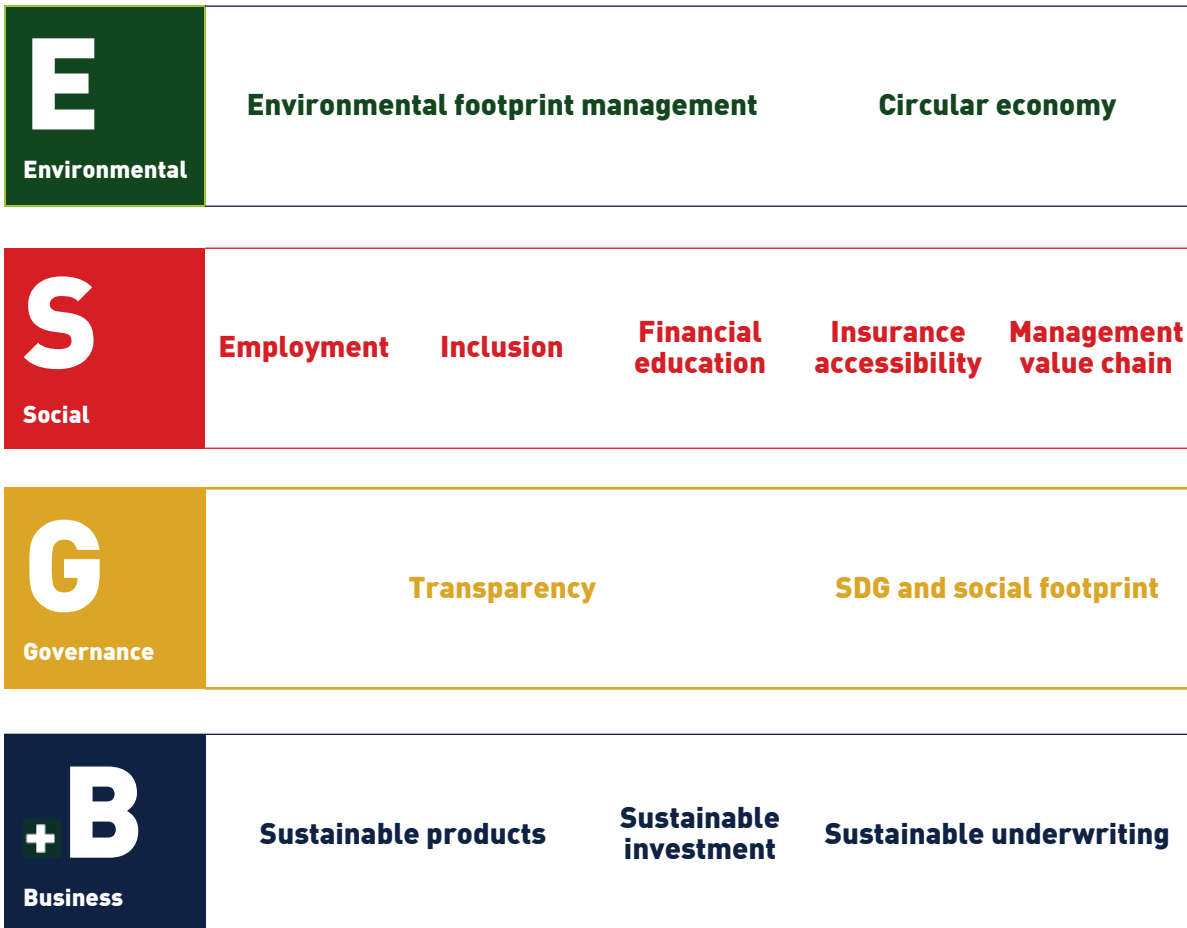 E
Environmental
Environmental footprint management
Circular economy
S
Social
Employment
Inclusion
Financial
education
Insurance
accessibility
Management
value chain
G
Governance
Transparency
SDG and social footprint
+B
Business
Sustainable products
Sustainable
investment
Sustainable underwriting